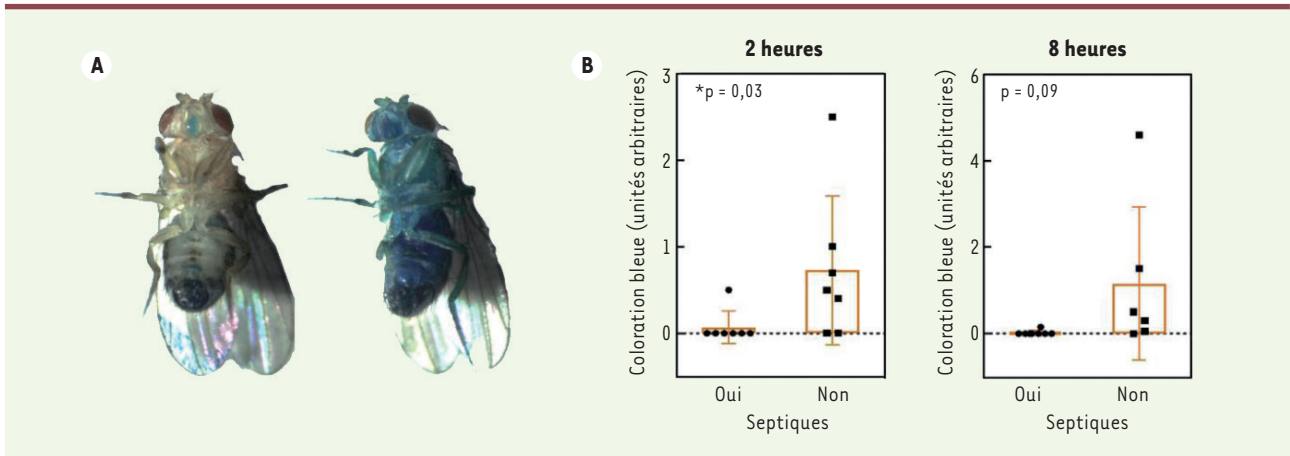 A
B
2 heures
Coloration bleue (unités arbitraires)
3
2
1
0
*p = 0,03
Oui
Non
Septiques
8 heures
Coloration bleue (unités arbitraires)
6
4
2
0
p = 0,09
Oui
Non
Septiques